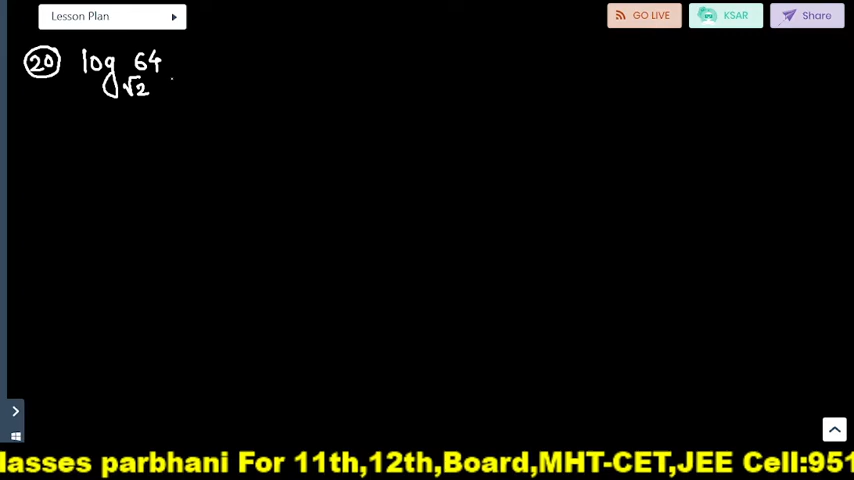 Lesson Plan
GO LIVE
KSAR
Share
20 log√2 64
lasses parbhani For 11th,12th,Board,MHT-CET,JEE Cell:951